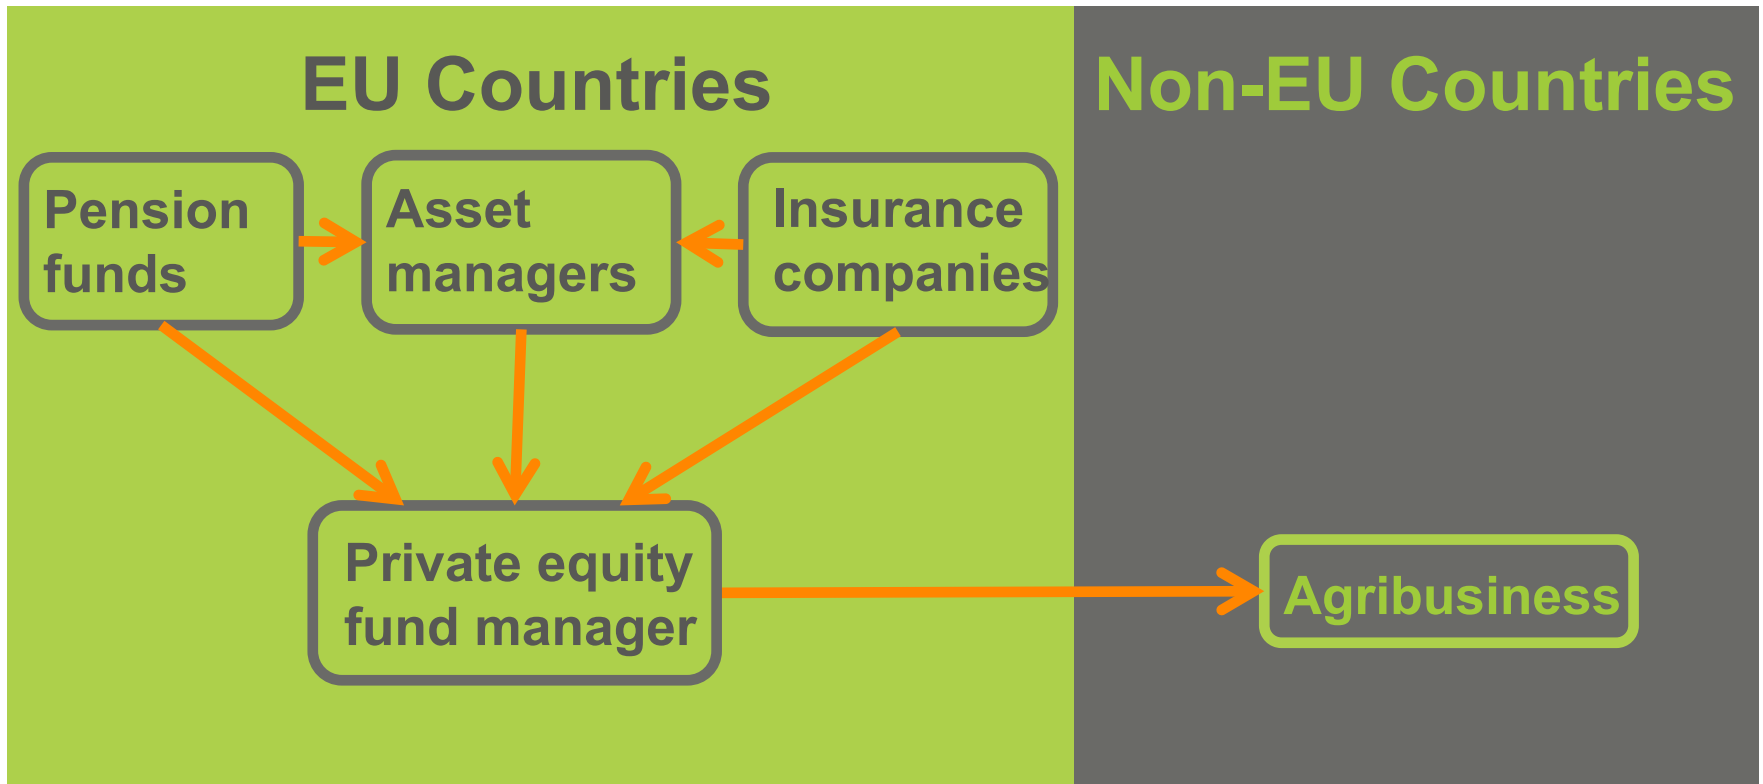 EU Countries
Non-EU Countries
Pension
funds
Asset
managers
Insurance
companies
Private equity
fund manager
Agribusiness